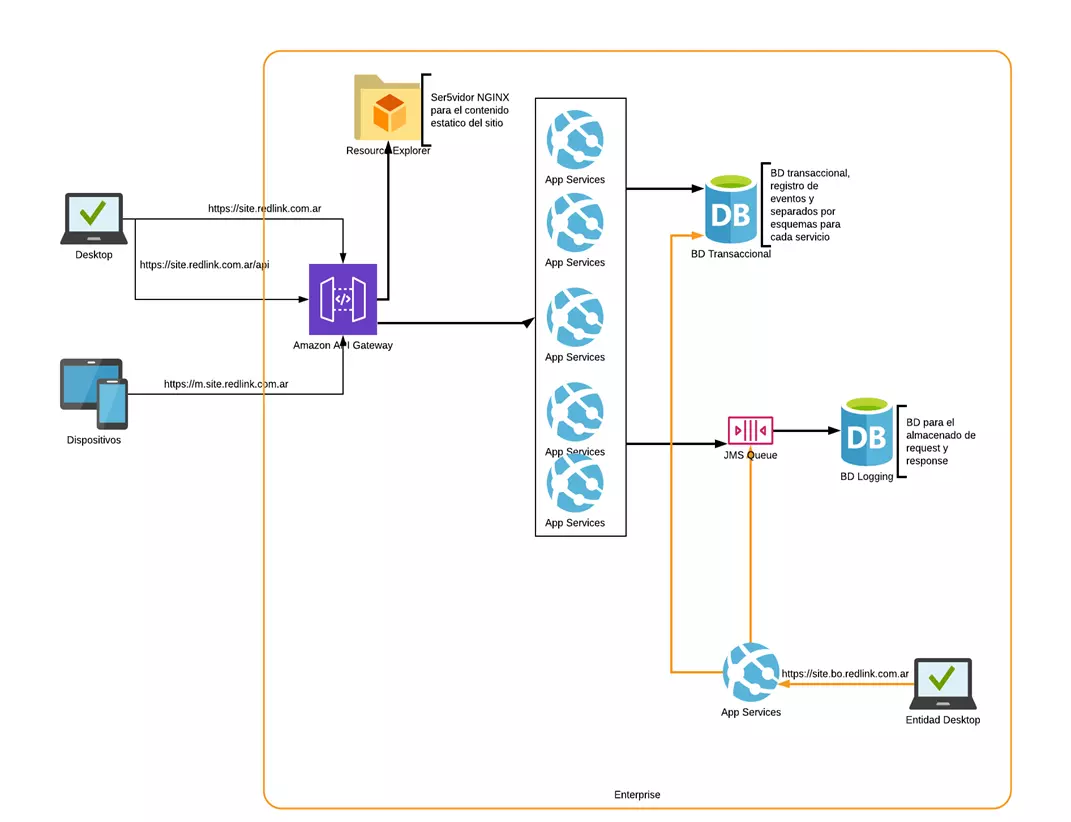 Ser5vidor NGINX
para el contenido
estatico del sitio
Resource Explorer
App Services
App Services
App Services
App Services
App Services
BD transaccional,
registro de
eventos y
separados por
esquemas para
cada servicio
DB
BD Transaccional
https://site.redlink.com.ar
Desktop
https://site.redlink.com.ar/api
Amazon API Gateway
https://m.site.redlink.com.ar
Dispositivos
JMS Queue
DB
BD Logging
BD para el
almacenado de
request y
response
https://site.bo.redlink.com.ar
App Services
Entidad Desktop
Enterprise